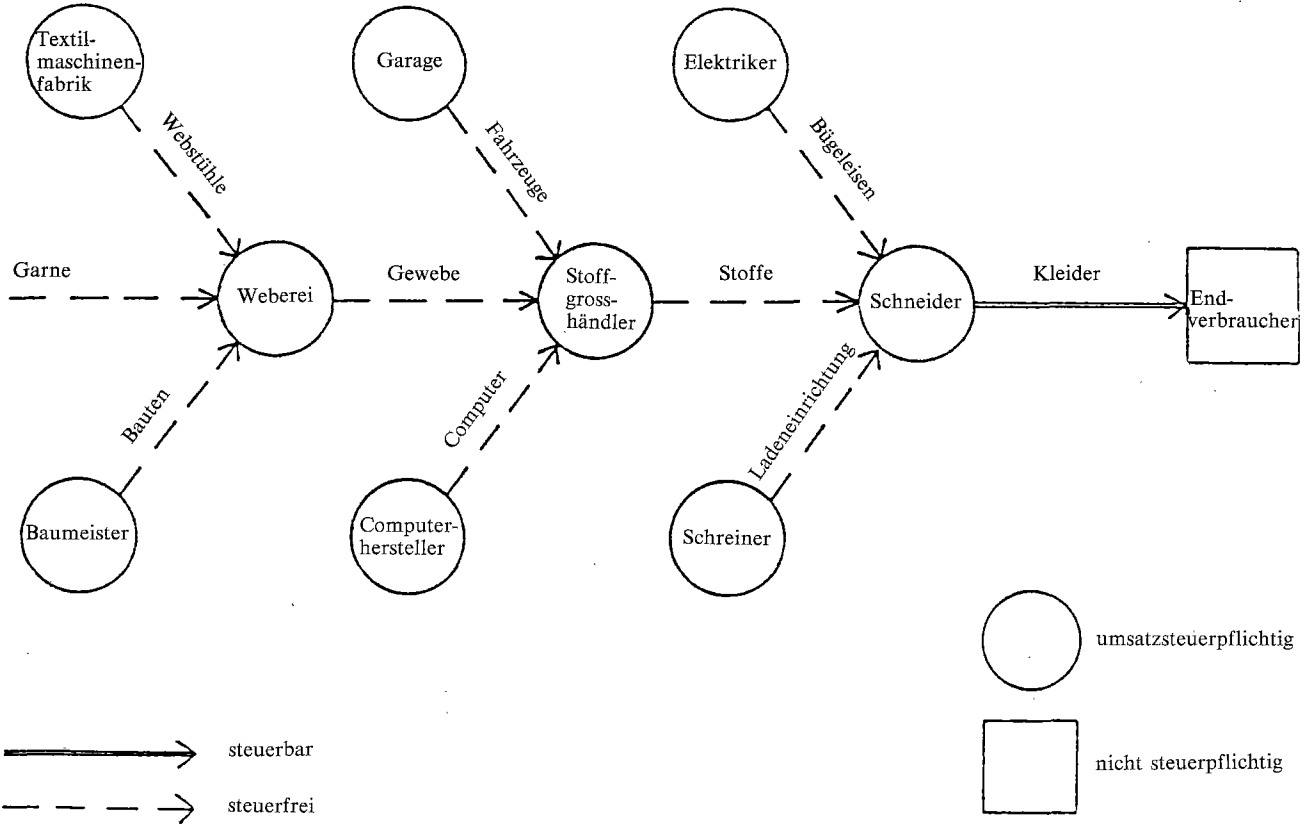 Textil-
maschinen-
fabrik
Garage
Elektriker
Webstühle
Fahrzeuge
Bügeleisen
Garne
Weberei
Gewebe
Stoff-
gross-
händler
Stoffe
Schneider
Kleider
End-
verbraucher
Bauten
Computer
Ladeneinrichtung
Baumeister
Computer-
hersteller
Schreiner
umsatzsteuerpflichtig
steuerbar
nicht steuerpflichtig
steuerfrei